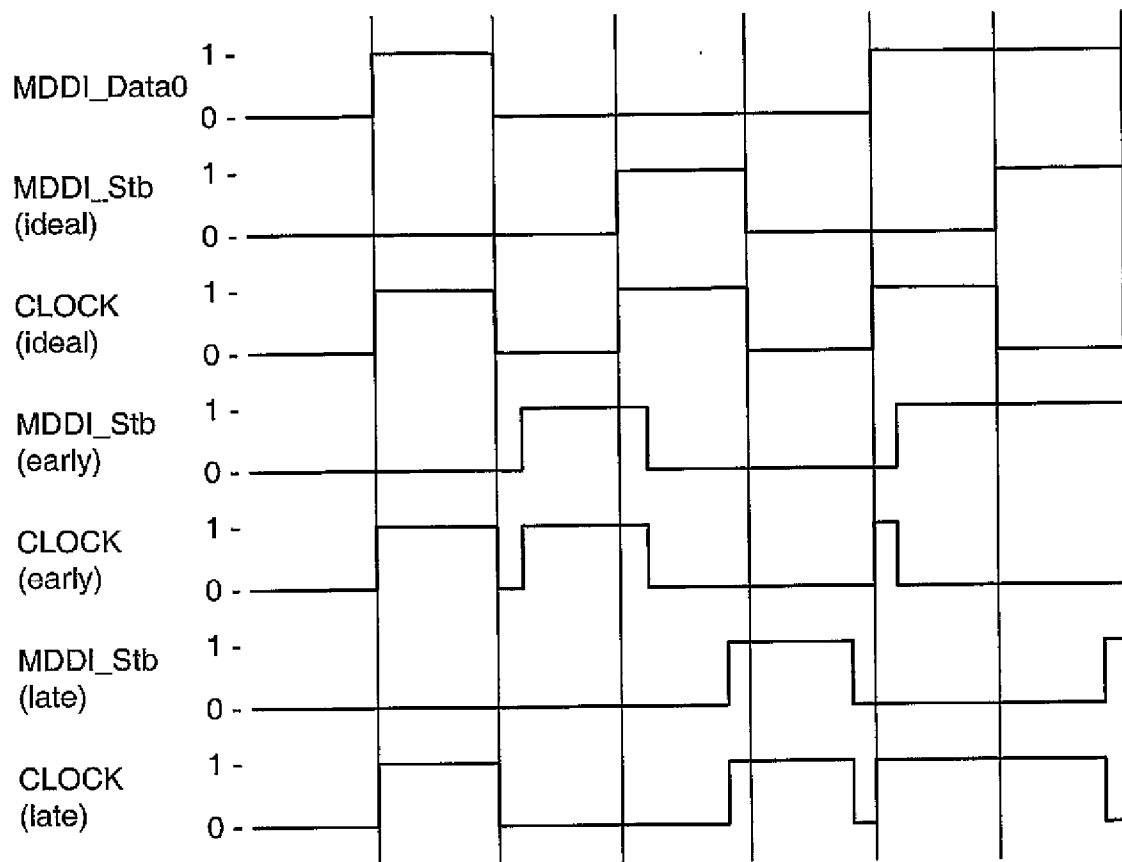 1 -
MDDI_Data0
0 -
1 -
MDDI_Stb
(ideal)
0 -
1 -
CLOCK
(ideal)
0 -
1 -
MDDI_Stb
(early)
0 -
1 -
CLOCK
(early)
0 -
1 -
MDDI_Stb
(late)
0 -
1 -
CLOCK
(late)
0 -